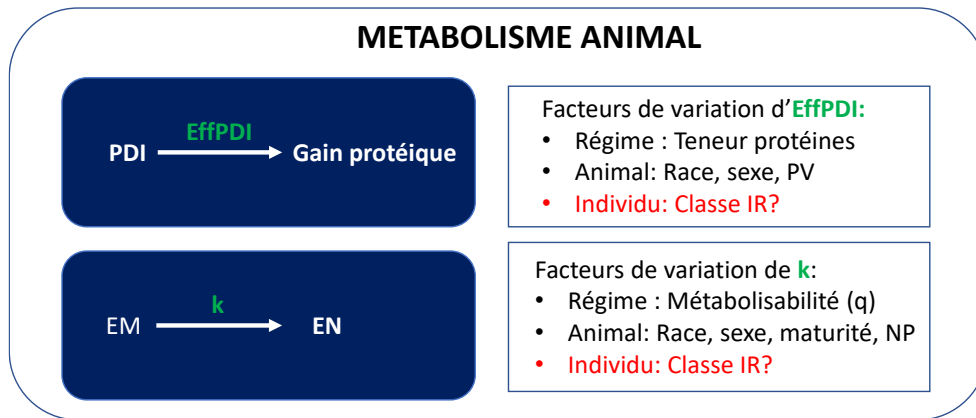 METABOLISME ANIMAL
EffPDI
PDI Gain protéique
Facteurs de variation d'EffPDI:
• Régime : Teneur protéines
• Animal: Race, sexe, PV
• Individu: Classe IR?
k
EM EN
Facteurs de variation de k:
• Régime : Métabolisabilité (q)
• Animal: Race, sexe, maturité, NP
• Individu: Classe IR?